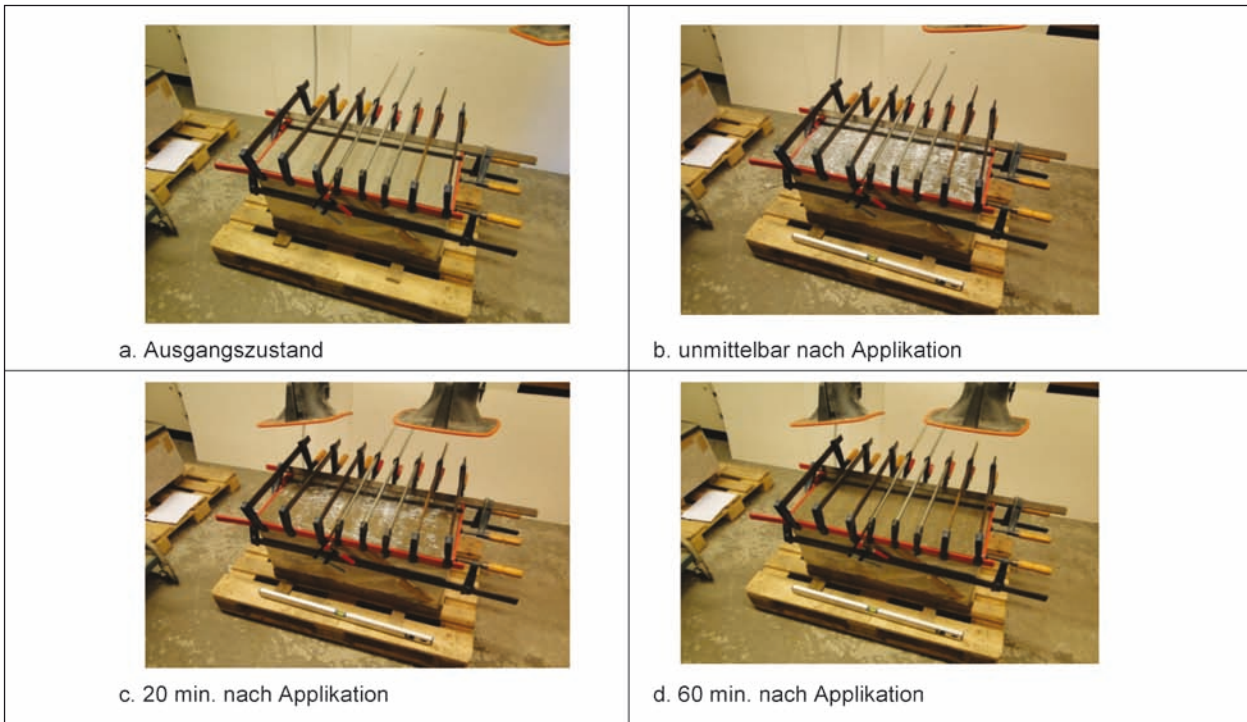 a. Ausgangszustand
b. unmittelbar nach Applikation
c. 20 min. nach Applikation
d. 60 min. nach Applikation